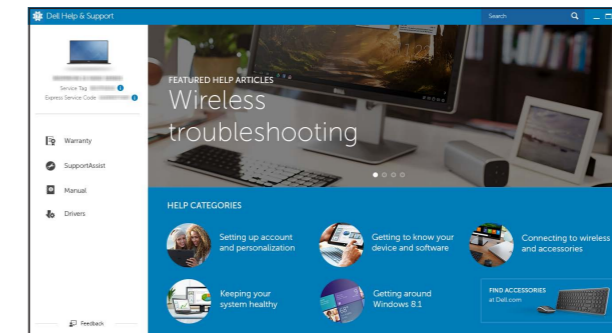 Dell Help & Support
Search
Service Tag
Express Service Code
Warranty
SupportAssist
Manual
Drivers
Feedback
FEATURED HELP ARTICLES
Wireless
troubleshooting
HELP CATEGORIES
Setting up account
and personalization
Getting to know your
device and software
Connecting to wireless
and accessories
Keeping your
system healthy
Getting around
Windows 8.1
FIND ACCESSORIES
at Dell.com